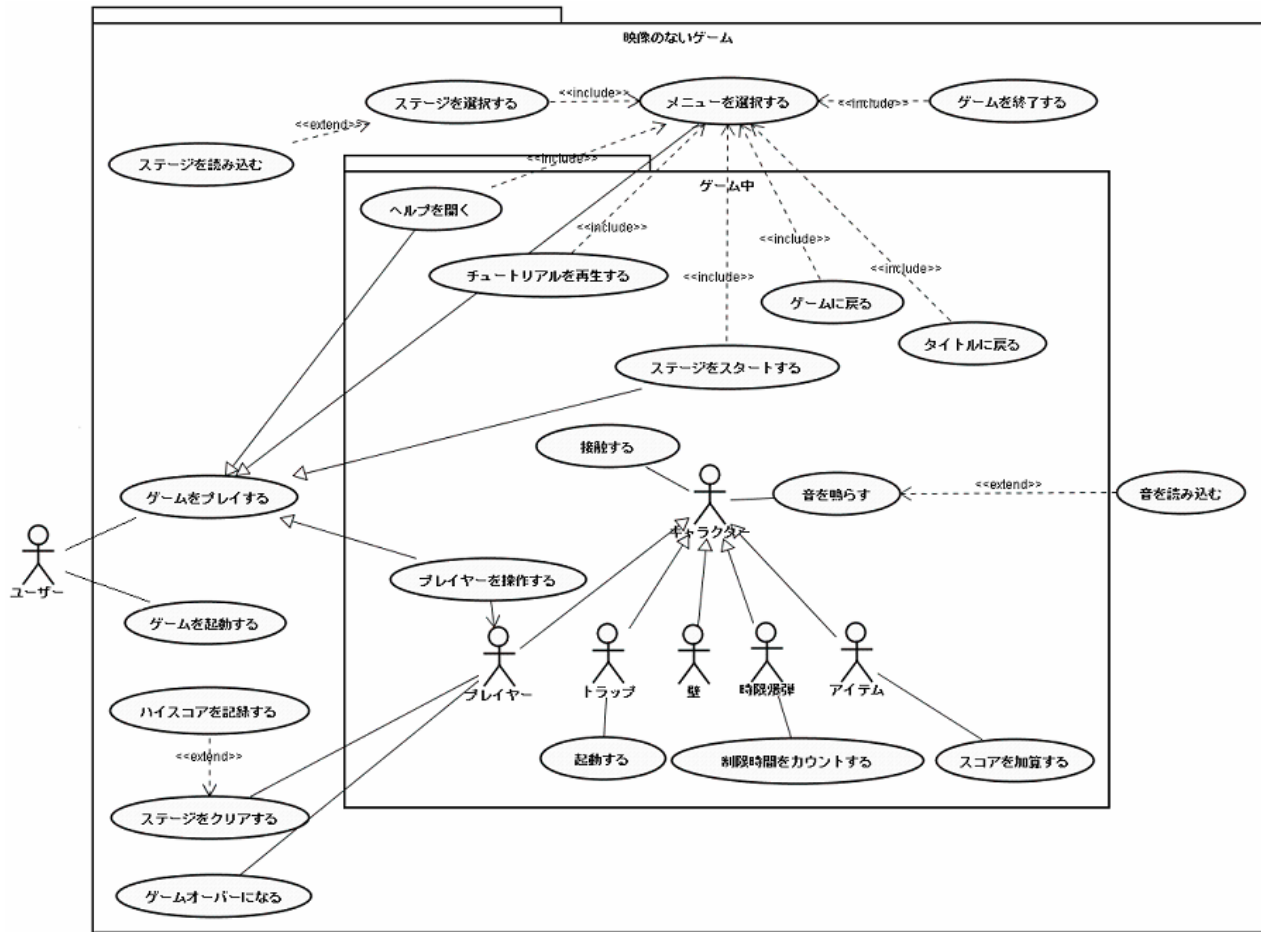 映像のないゲーム
ステージを選択する
<<include>>
メニューを選択する
<<include>>
ゲームを終了する
<<extend>>
ステージを読み込む
<<include>>
ゲーム中
ヘルプを開く
<<include>>
<<include>>
<<include>>
<<include>>
チュートリアルを再生する
ゲームに戻る
タイトルに戻る
ステージをスタートする
接触する
ゲームをプレイする
音を鳴らす
<<extend>>
音を読み込む
キャラクター
ユーザー
プレイヤーを操作する
ゲームを起動する
プレイヤー
トラップ
壁
時限爆弾
アイテム
ハイスコアを記録する
<<extend>>
起動する
制限時間をカウントする
スコアを加算する
ステージをクリアする
ゲームオーバーになる